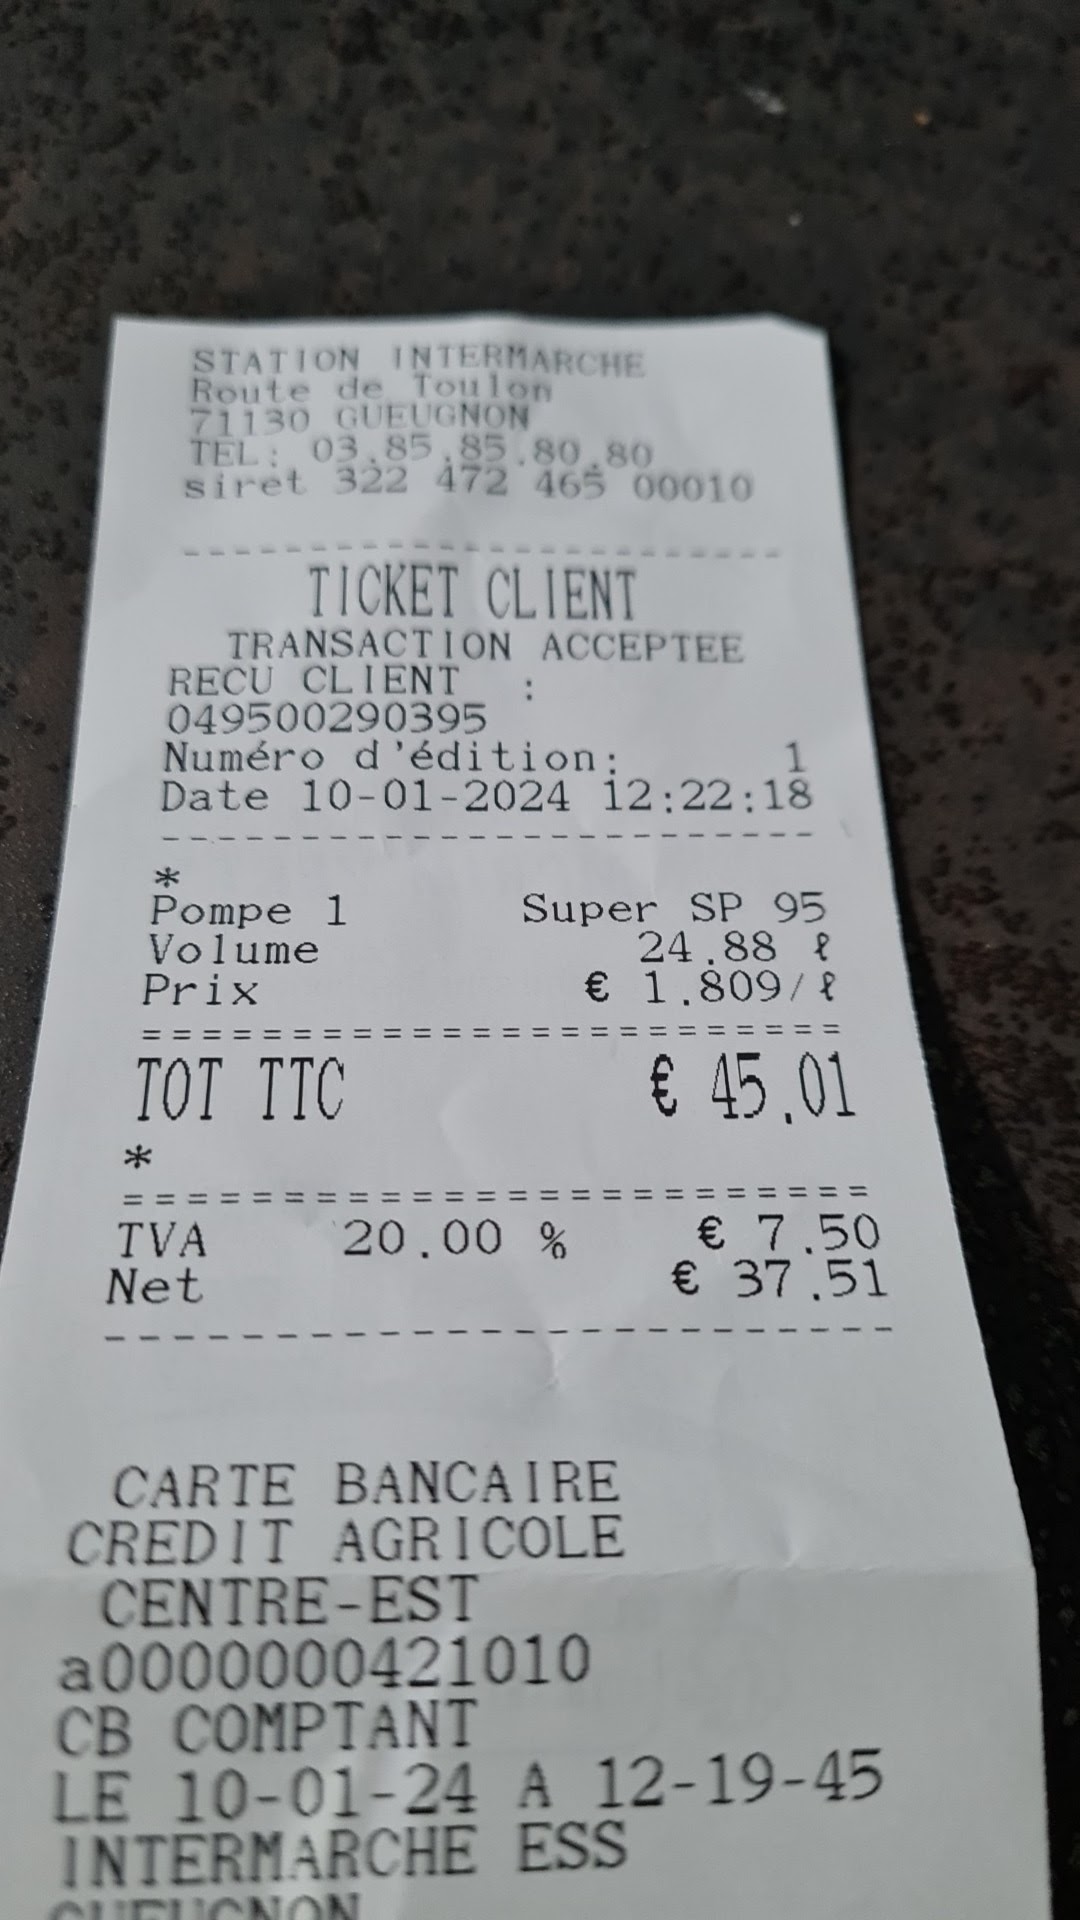 STATION INTERMARCHE
Route de Toulon
71130 GUEUGNON
TEL: 03.85.85.80.80
siret 322 472 465 00010
------------------------
TICKET CLIENT
TRANSACTION ACCEPTEE
RECU CLIENT :
049500290395
Numéro d'édition: 1
Date 10-01-2024 12:22:18
------------------------
*
Pompe 1 Super SP 95
Volume 24.88 ℓ
Prix € 1.809/ℓ
========================
TOT TTC € 45.01
*
========================
TVA 20.00 % € 7.50
Net € 37.51
------------------------
CARTE BANCAIRE
CREDIT AGRICOLE
CENTRE-EST
a0000000421010
CB COMPTANT
LE 10-01-24 A 12-19-45
INTERMARCHE ESS
GUEUGNON